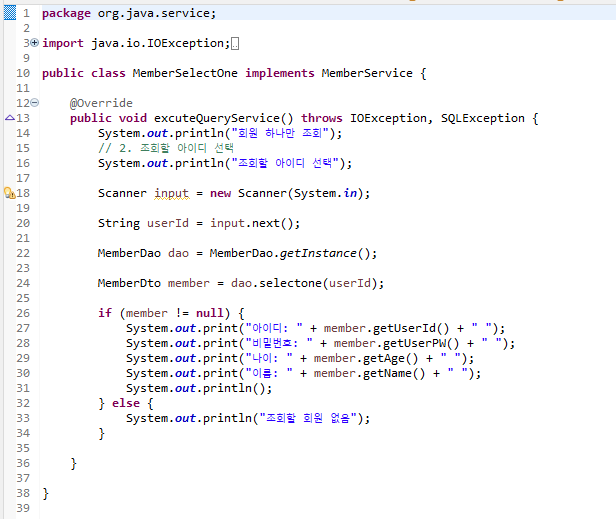 1 package org.java.service;
2
3 import java.io.IOException;
9
10 public class MemberSelectOne implements MemberService {
11
12 @Override
13 public void excuteQueryService() throws IOException, SQLException {
14 System.out.println("회원 하나만 조회");
15 // 2. 조회할 아이디 선택
16 System.out.println("조회할 아이디 선택");
17
18 Scanner input = new Scanner(System.in);
19
20 String userId = input.next();
21
22 MemberDao dao = MemberDao.getInstance();
23
24 MemberDto member = dao.selectone(userId);
25
26 if (member != null) {
27 System.out.print("아이디: " + member.getUserId() + " ");
28 System.out.print("비밀번호: " + member.getUserPW() + " ");
29 System.out.print("나이: " + member.getAge() + " ");
30 System.out.print("이름: " + member.getName() + " ");
31 System.out.println();
32 } else {
33 System.out.println("조회할 회원 없음");
34 }
35
36 }
37
38 }
39